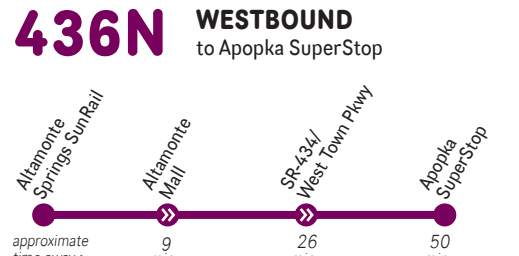 436N
WESTBOUND
to Apopka SuperStop
Altamonte
Springs SunRail
Altamonte
Mall
SR-434/
West Town Pkwy
Apopka
SuperStop
approximate
9
26
50